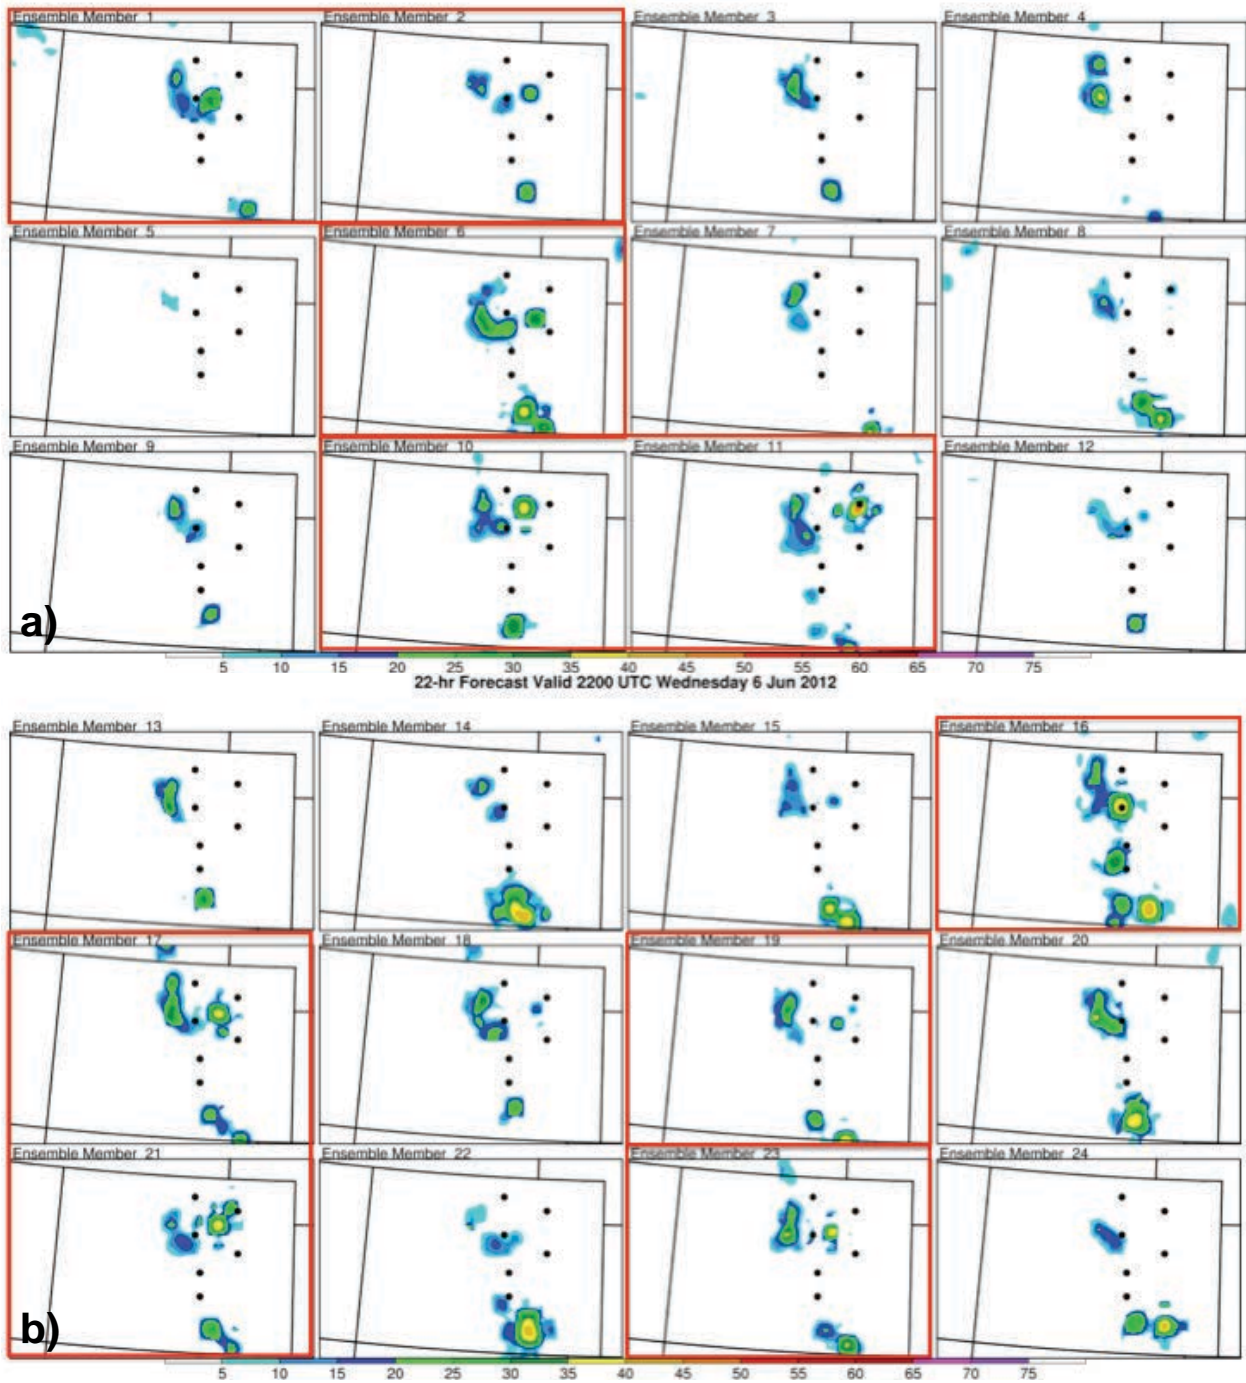 Ensemble Member 1
Ensemble Member 2
Ensemble Member 3
Ensemble Member 4
Ensemble Member 5
Ensemble Member 6
Ensemble Member 7
Ensemble Member 8
Ensemble Member 9
Ensemble Member 10
Ensemble Member 11
Ensemble Member 12
a)
5 10 15 20 25 30 35 40 45 50 55 60 65 70 75
22-hr Forecast Valid 2200 UTC Wednesday 6 Jun 2012
Ensemble Member 13
Ensemble Member 14
Ensemble Member 15
Ensemble Member 16
Ensemble Member 17
Ensemble Member 18
Ensemble Member 19
Ensemble Member 20
Ensemble Member 21
Ensemble Member 22
Ensemble Member 23
Ensemble Member 24
b)
5 10 15 20 25 30 35 40 45 50 55 60 65 70 75